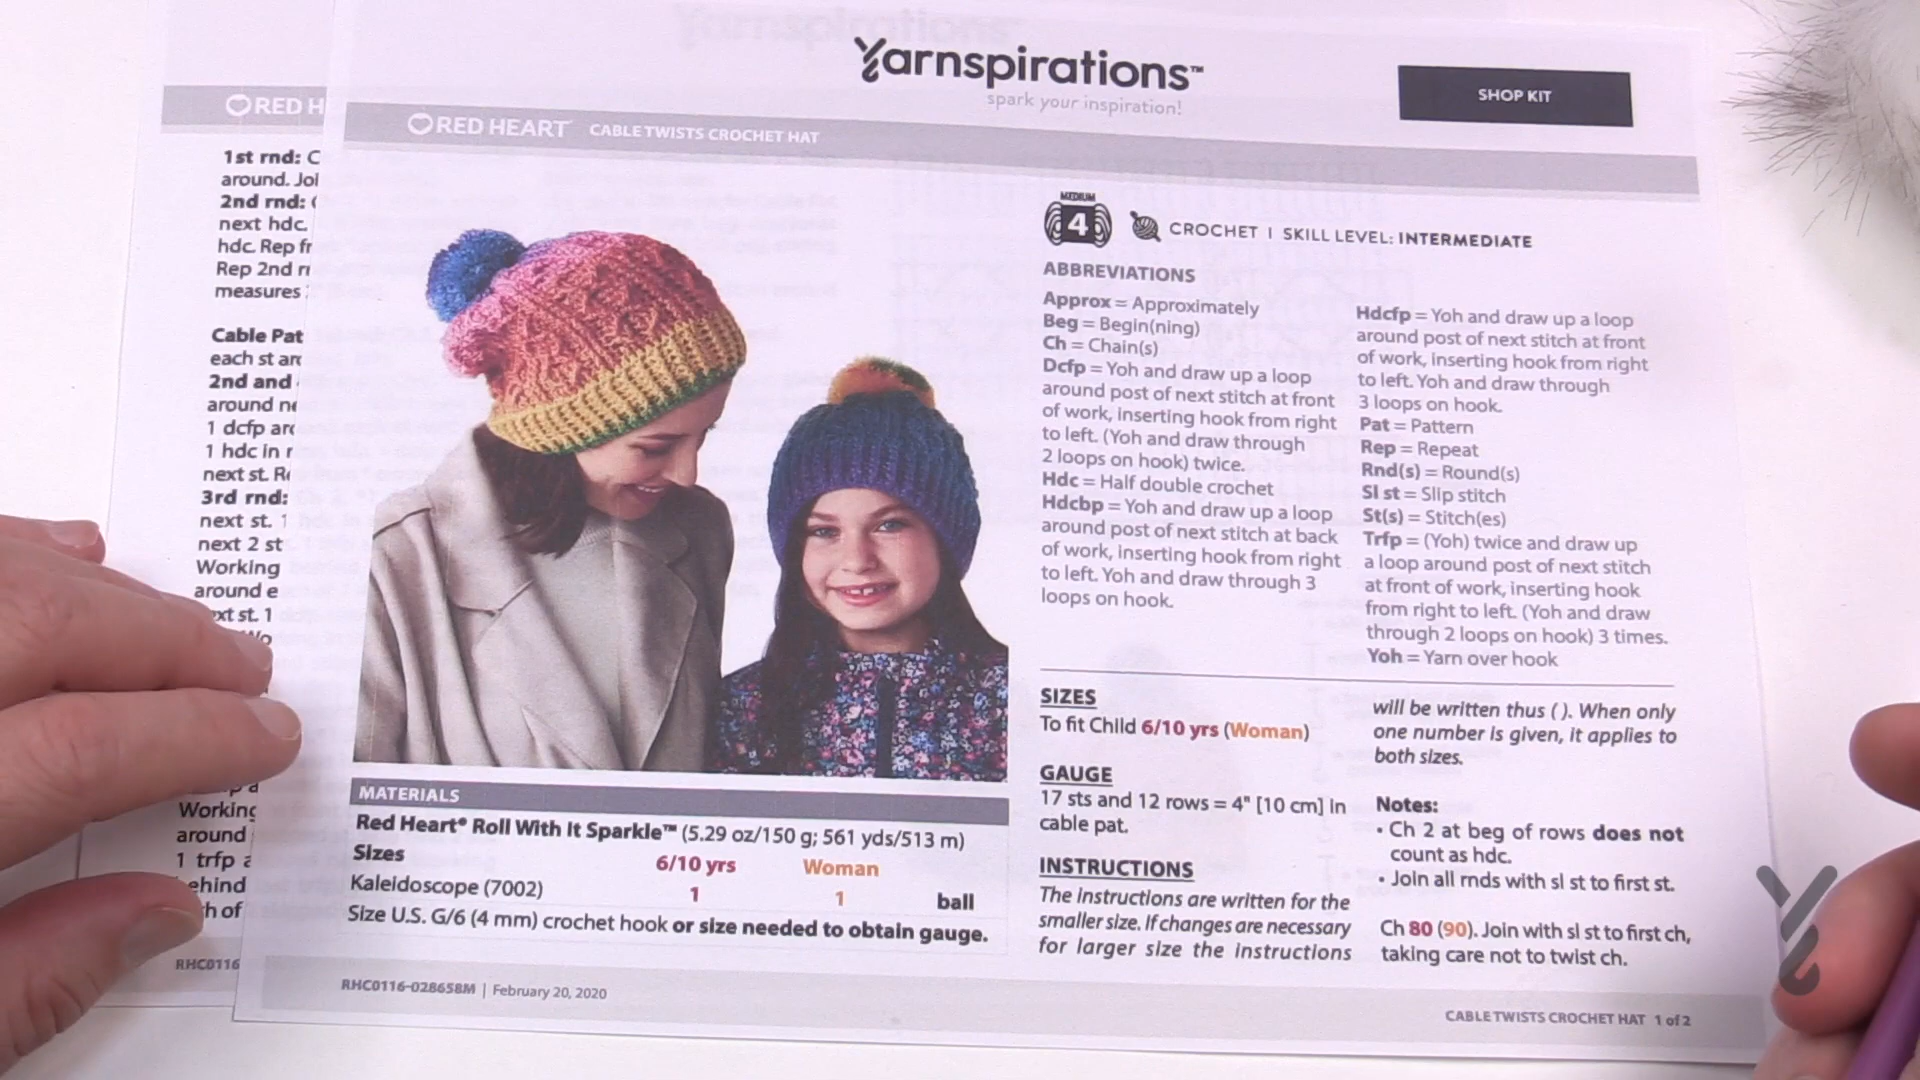 Yarnspirations™
spark your inspiration!
SHOP KIT
RED HEART® CABLE TWISTS CROCHET HAT
MEDIUM
4
CROCHET | SKILL LEVEL: INTERMEDIATE
ABBREVIATIONS
Approx = Approximately
Beg = Begin(ning)
Ch = Chain(s)
Dcfp = Yoh and draw up a loop
around post of next stitch at front
of work, inserting hook from right
to left. (Yoh and draw through
2 loops on hook) twice.
Hdc = Half double crochet
Hdcbp = Yoh and draw up a loop
around post of next stitch at back
of work, inserting hook from right
to left. Yoh and draw through 3
loops on hook.
Hdcfp = Yoh and draw up a loop
around post of next stitch at front
of work, inserting hook from right
to left. Yoh and draw through
3 loops on hook.
Pat = Pattern
Rep = Repeat
Rnd(s) = Round(s)
Sl st = Slip stitch
St(s) = Stitch(es)
Trfp = (Yoh) twice and draw up
a loop around post of next stitch
at front of work, inserting hook
from right to left. (Yoh and draw
through 2 loops on hook) 3 times.
Yoh = Yarn over hook
MATERIALS
Red Heart® Roll With It Sparkle™ (5.29 oz/150 g; 561 yds/513 m)
Sizes 6/10 yrs Woman
Kaleidoscope (7002) 1 1 ball
Size U.S. G/6 (4 mm) crochet hook or size needed to obtain gauge.
SIZES
To fit Child 6/10 yrs (Woman)
GAUGE
17 sts and 12 rows = 4" [10 cm] in
cable pat.
INSTRUCTIONS
The instructions are written for the
smaller size. If changes are necessary
for larger size the instructions
will be written thus ( ). When only
one number is given, it applies to
both sizes.
Notes:
• Ch 2 at beg of rows does not
count as hdc.
• Join all rnds with sl st to first st.
Ch 80 (90). Join with sl st to first ch,
taking care not to twist ch.
RHC0116-028658M | February 20, 2020
CABLE TWISTS CROCHET HAT 1 of 2
RED H
1st rnd: C
around. Joi
2nd rnd: (
next hdc.
hdc. Rep fr
Rep 2nd r
measures
Cable Pat
each st arc
2nd and
around ne
1 dcfp arc
1 hdc in r
next st. Re
3rd rnd:
next st. 1
next 2 st
Working
around e
xt st. 1
Wo
Working
around
1 trfp
ehind
h of
RHC0116